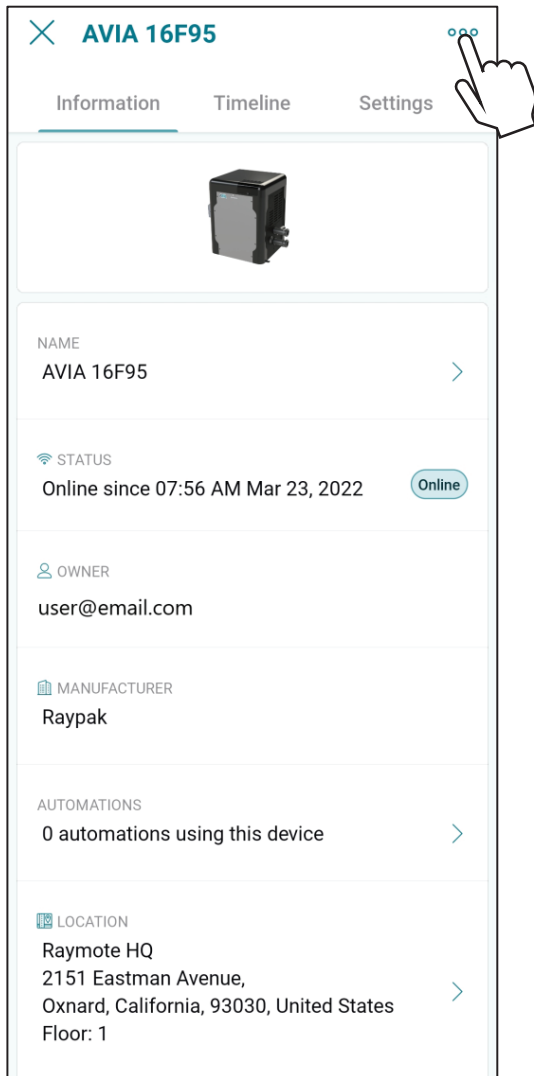 AVIA 16F95
Information Timeline Settings
NAME
AVIA 16F95
STATUS
Online since 07:56 AM Mar 23, 2022 Online
OWNER
user@email.com
MANUFACTURER
Raypak
AUTOMATIONS
0 automations using this device
LOCATION
Raymote HQ
2151 Eastman Avenue,
Oxnard, California, 93030, United States
Floor: 1